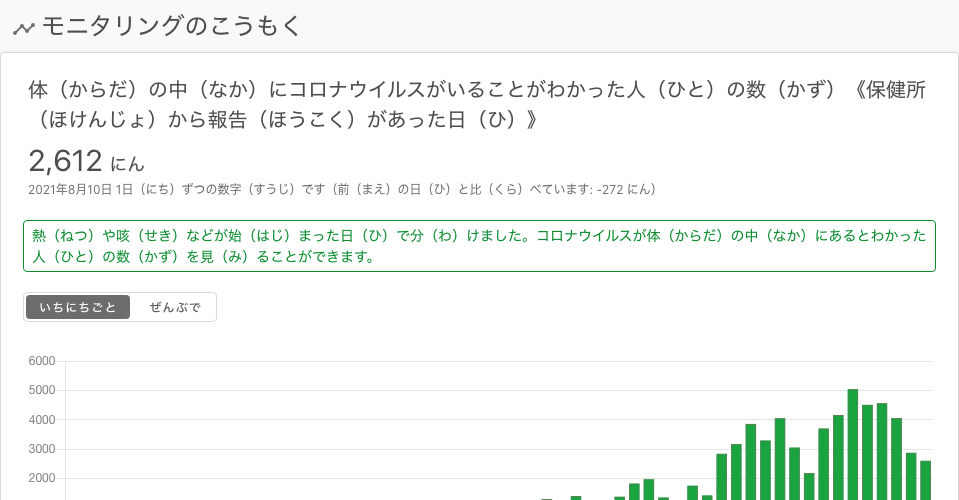 モニタリングのこうもく
体（からだ）の中（なか）にコロナウイルスがいることがわかった人（ひと）の数（かず）《保健所
（ほけんじょ）から報告（ほうこく）があった日（ひ）》
2,612 にん
2021年8月10日 1日（にち）ずつの数字（すうじ）です（前（まえ）の日（ひ）と比（くら）べています: -272 にん）
熱（ねつ）や咳（せき）などが始（はじ）まった日（ひ）で分（わ）けました。コロナウイルスが体（からだ）の中（なか）にあるとわかった
人（ひと）の数（かず）を見（み）ることができます。
いちにちごと ぜんぶで
6000
5000
4000
3000
2000